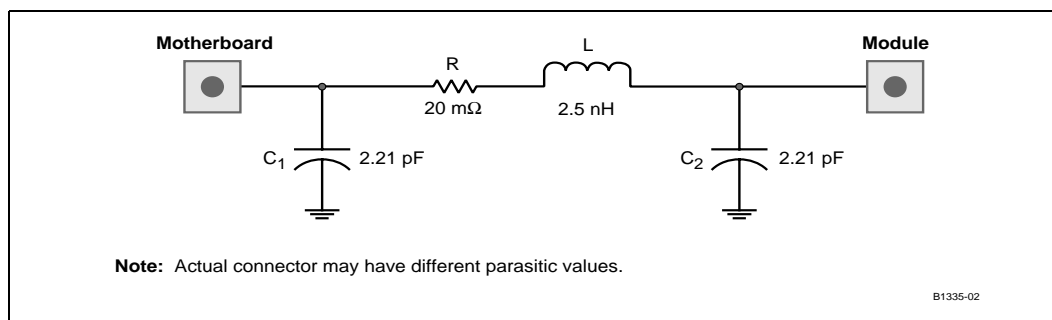 Motherboard
L
Module
R
20 mΩ
2.5 nH
C1
2.21 pF
C2
2.21 pF
Note: Actual connector may have different parasitic values.
B1335-02